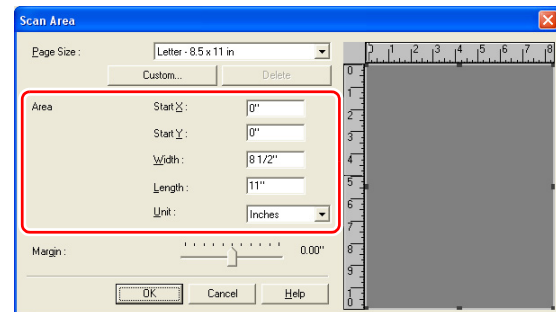 Scan Area
Page Size :
Letter - 8.5 x 11 in
Custom...
Delete
Area
Start X :
0"
Start Y :
0"
Width :
8 1/2"
Length :
11"
Unit :
Inches
Margin :
0.00"
OK
Cancel
Help
1 2 3 4 5 6 7 8
0
1
2
3
4
5
6
7
8
9
10